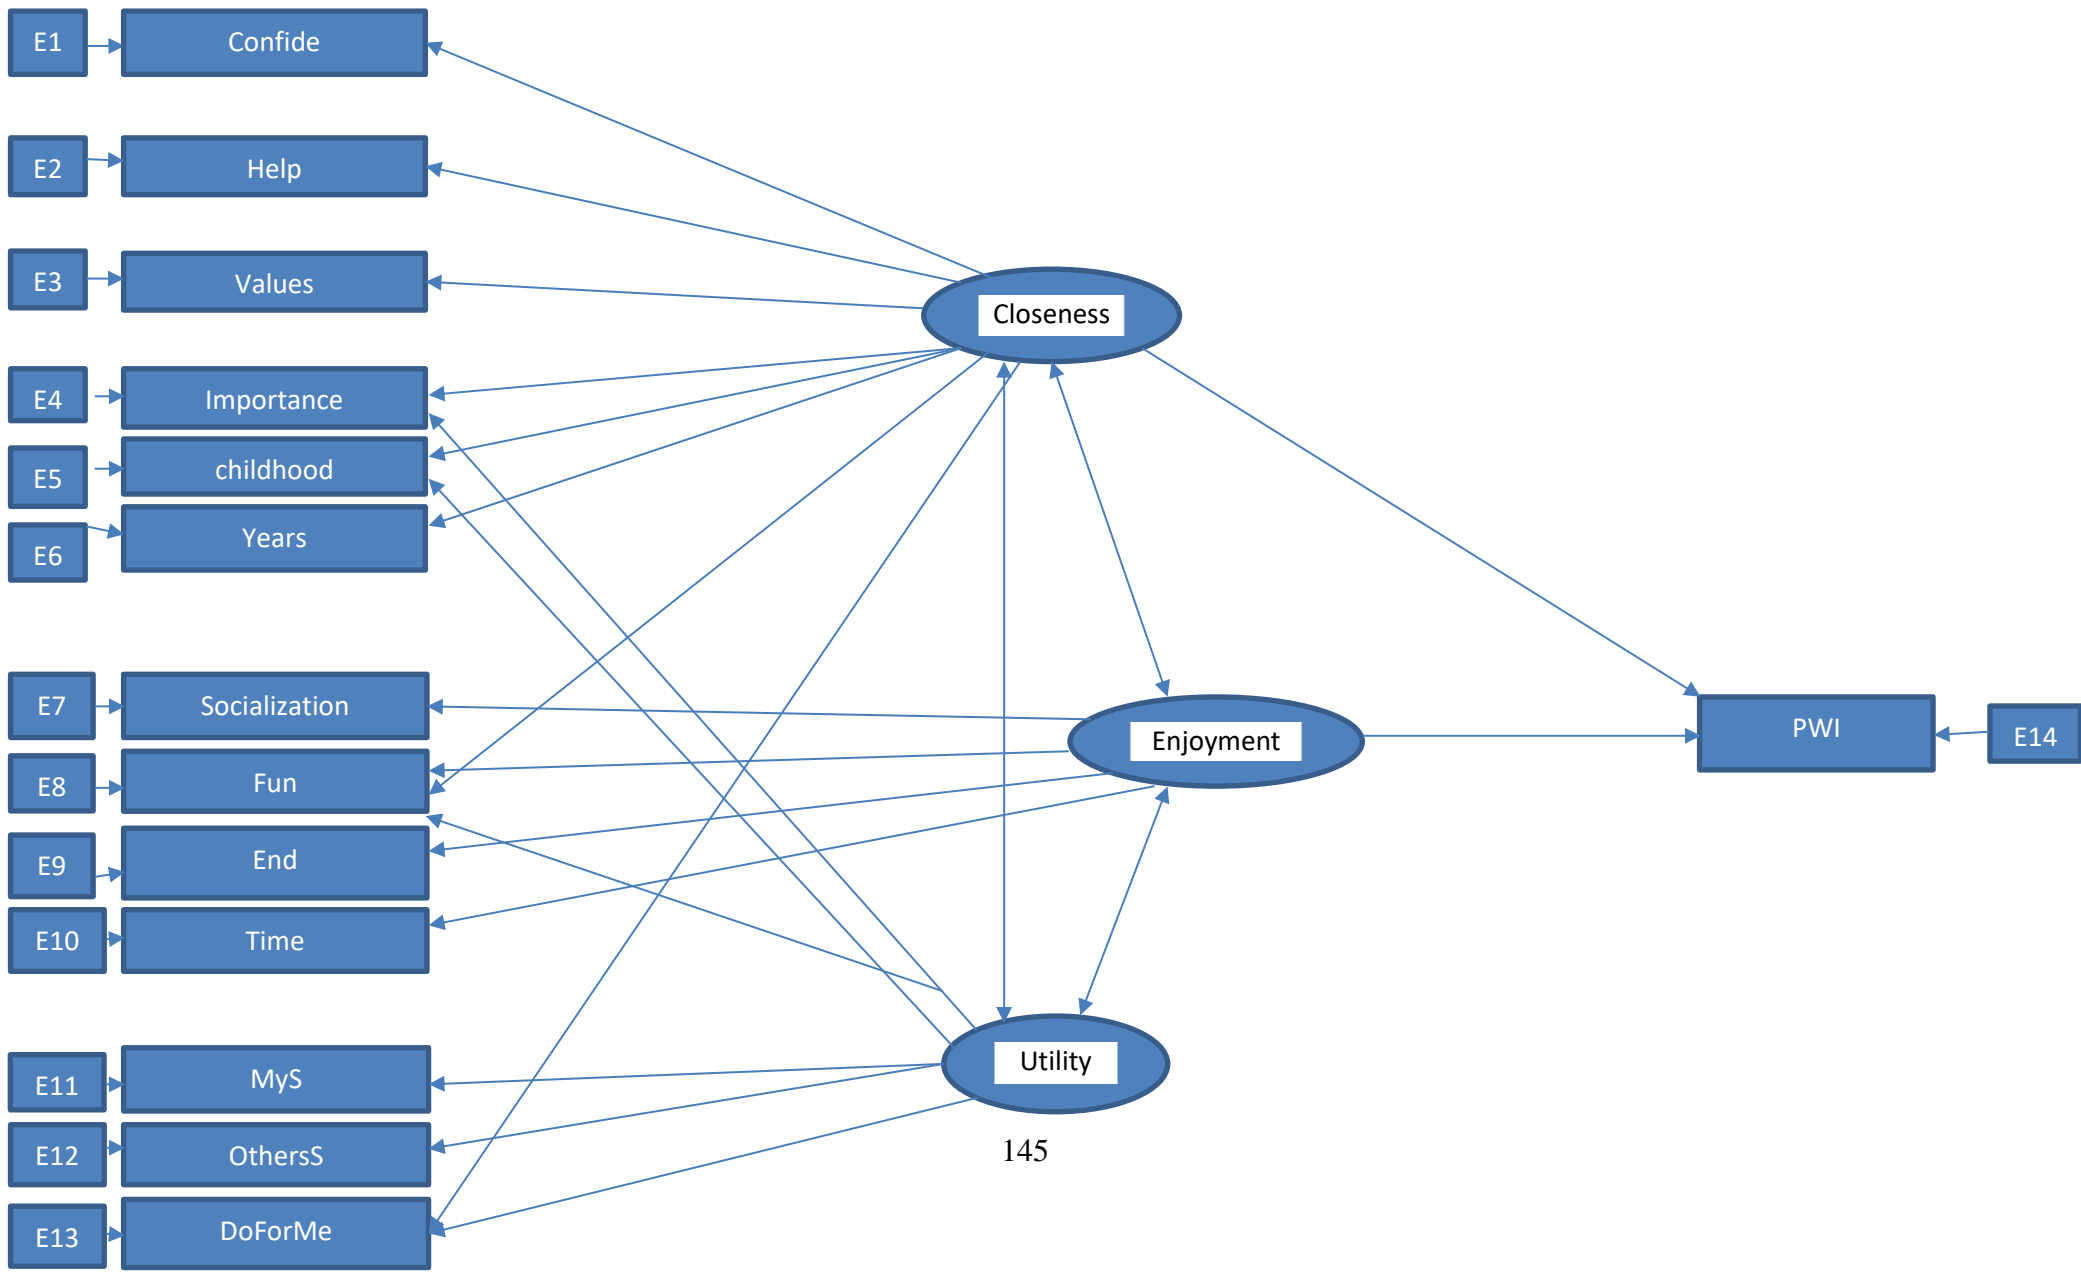 E1
Confide
E2
Help
E3
Values
Closeness
E4
Importance
E5
childhood
E6
Years
E7
Socialization
Enjoyment
PWI
E14
E8
Fun
E9
End
E10
Time
E11
MyS
Utility
E12
OthersS
145
E13
DoForMe